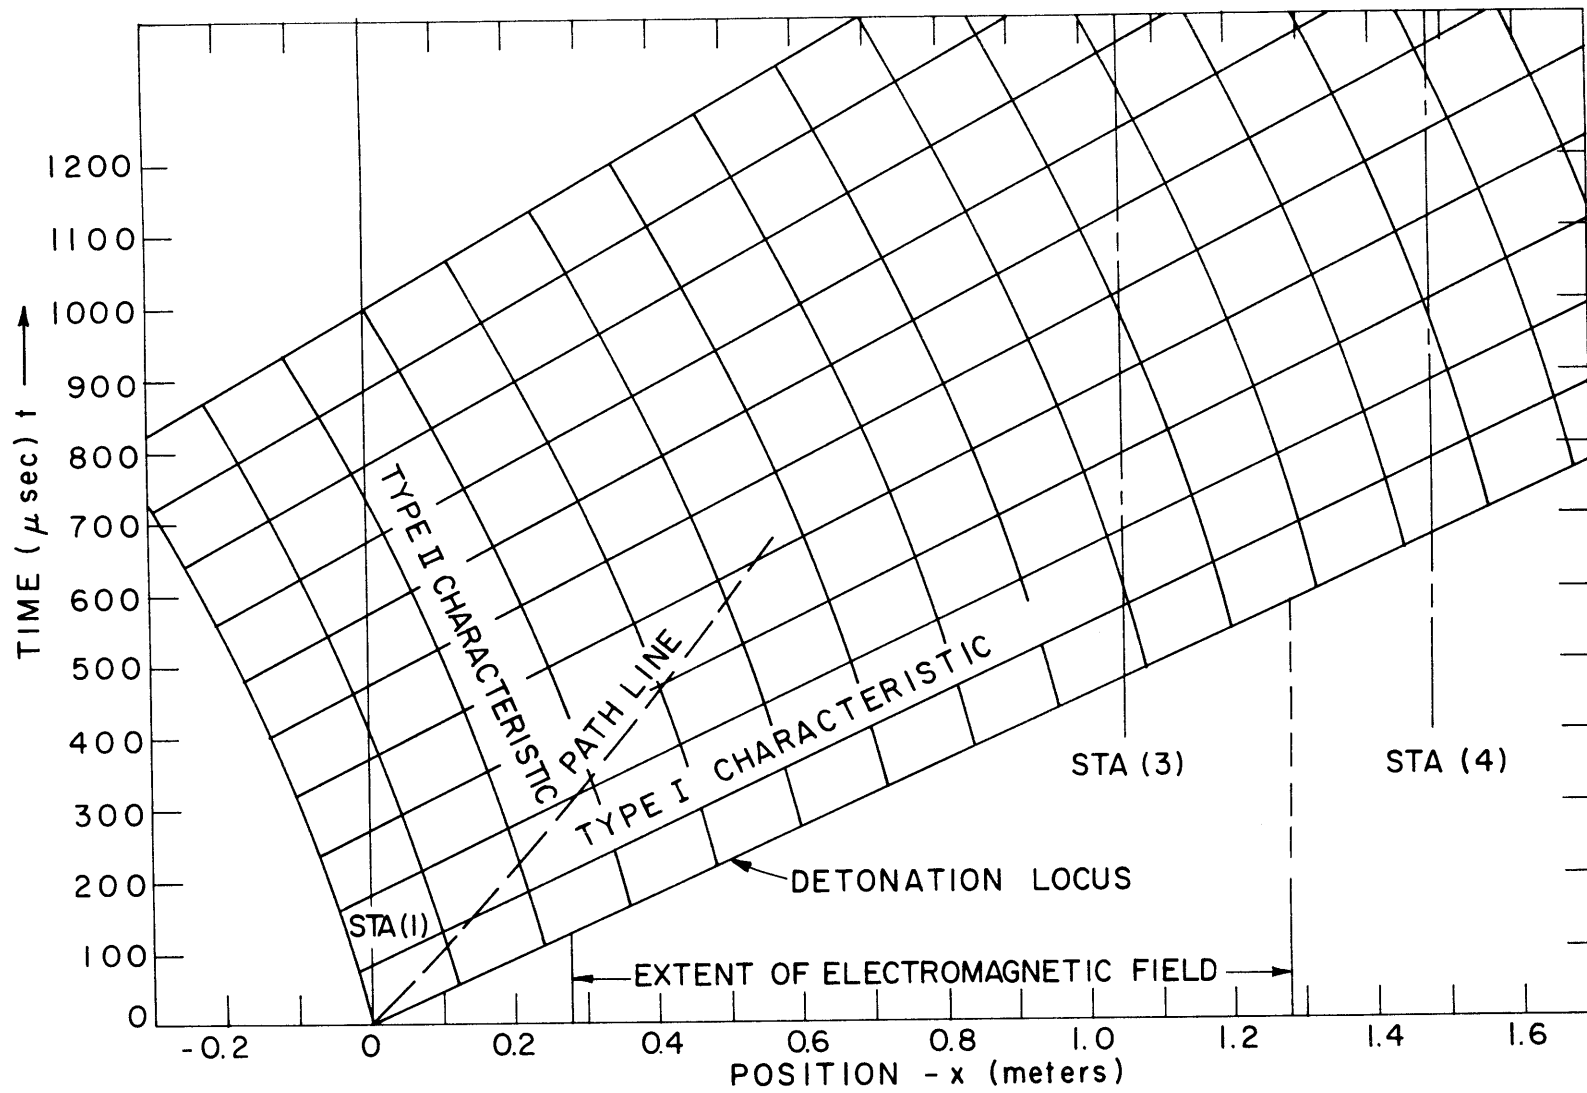 1200
1100
1000
900
800
700
600
500
400
300
200
100
0
TIME (μ sec) t
TYPE II CHARACTERISTIC
PATH LINE
TYPE I CHARACTERISTIC
STA (1)
STA (3)
STA (4)
DETONATION LOCUS
EXTENT OF ELECTROMAGNETIC FIELD
-0.2 0 0.2 0.4 0.6 0.8 1.0 1.2 1.4 1.6
POSITION - x (meters)